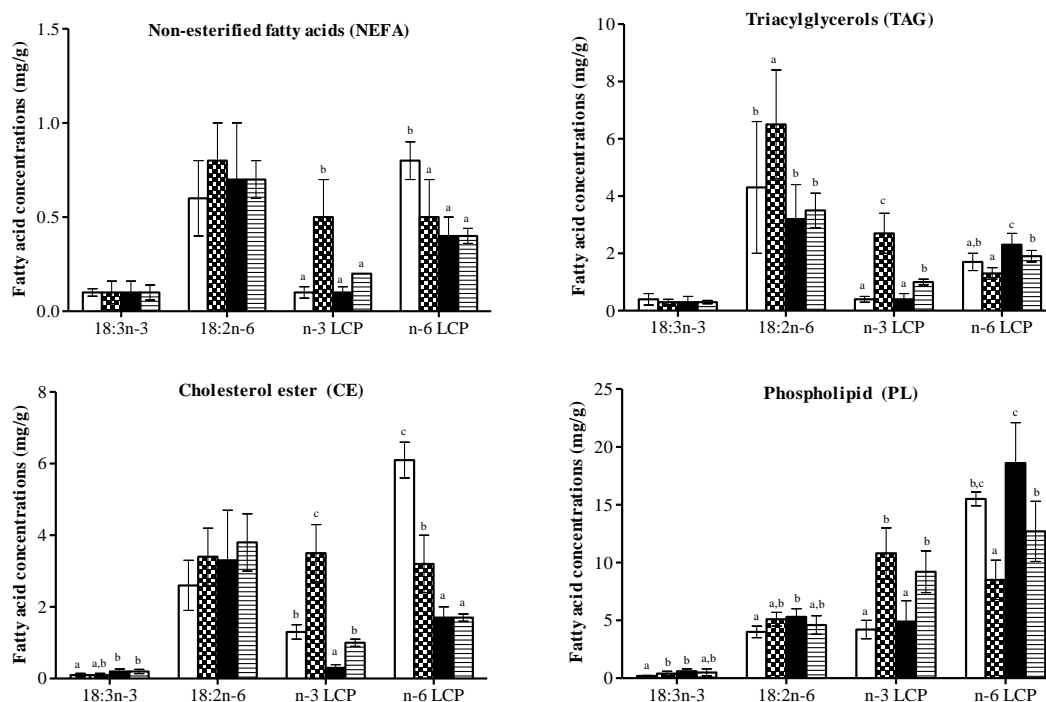 Non-esterified fatty acids (NEFA)
Fatty acid concentrations (mg/g)
1.5
1.0
0.5
0.0
a
b
a
a
b
a
a
a
18:3n-3
18:2n-6
n-3 LCP
n-6 LCP
Triacylglycerols (TAG)
Fatty acid concentrations (mg/g)
10
8
6
4
2
0
b
a
b
b
a
c
a
b
a,b
a
c
b
18:3n-3
18:2n-6
n-3 LCP
n-6 LCP
Cholesterol ester (CE)
Fatty acid concentrations (mg/g)
8
6
4
2
0
a
a,b
b
b
b
c
a
b
c
b
a
a
18:3n-3
18:2n-6
n-3 LCP
n-6 LCP
Phospholipid (PL)
Fatty acid concentrations (mg/g)
25
20
15
10
5
0
a
b
b
a,b
a
a,b
b
a,b
a
b
a
b
b,c
a
c
b
18:3n-3
18:2n-6
n-3 LCP
n-6 LCP